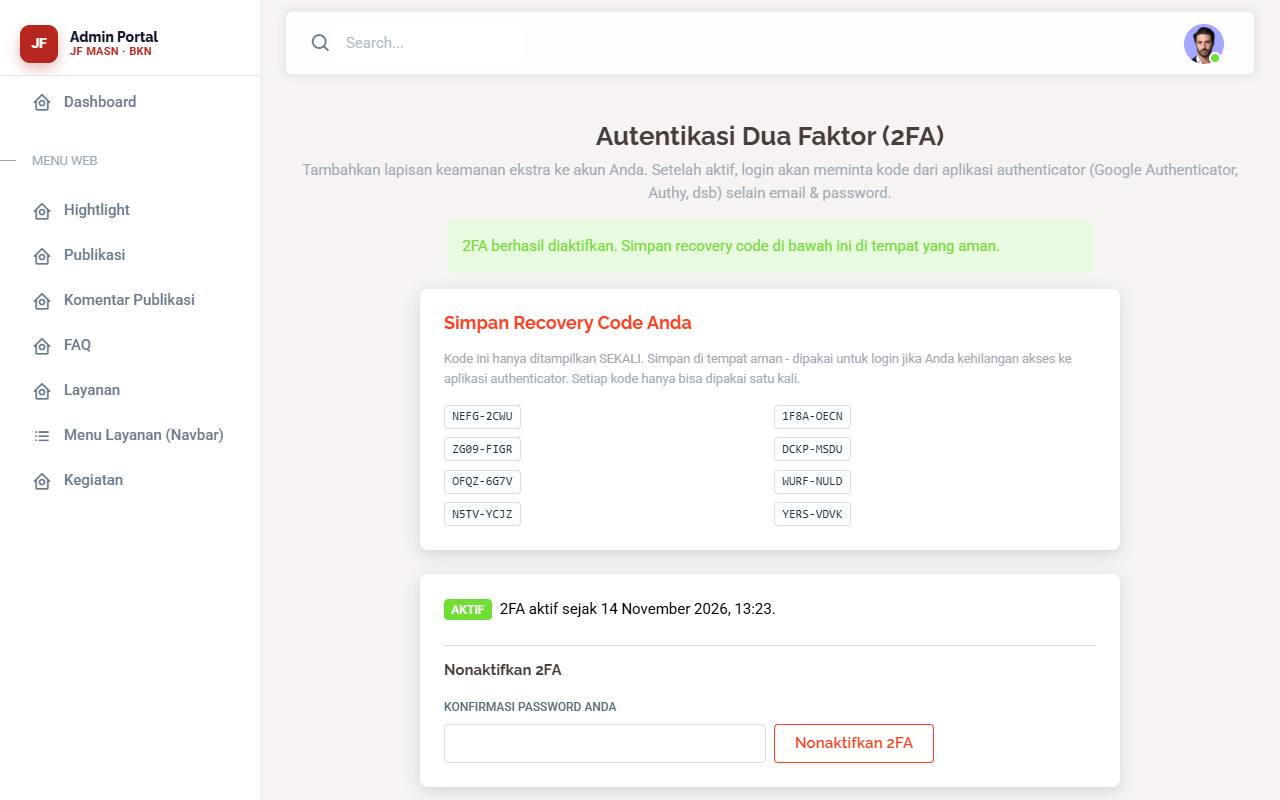 JF
Admin Portal
JF MASN · BKN
Dashboard
MENU WEB
Hightlight
Publikasi
Komentar Publikasi
FAQ
Layanan
Menu Layanan (Navbar)
Kegiatan
Search...
Autentikasi Dua Faktor (2FA)
Tambahkan lapisan keamanan ekstra ke akun Anda. Setelah aktif, login akan meminta kode dari aplikasi authenticator (Google Authenticator,
Authy, dsb) selain email & password.
2FA berhasil diaktifkan. Simpan recovery code di bawah ini di tempat yang aman.
Simpan Recovery Code Anda
Kode ini hanya ditampilkan SEKALI. Simpan di tempat aman - dipakai untuk login jika Anda kehilangan akses ke
aplikasi authenticator. Setiap kode hanya bisa dipakai satu kali.
NEFG-2CWU 1F8A-OECN
ZG09-FIGR DCKP-MSDU
OFQZ-6G7V WURF-NULD
N5TV-YCJZ YERS-VDVK
AKTIF 2FA aktif sejak 14 November 2026, 13:23.
Nonaktifkan 2FA
KONFIRMASI PASSWORD ANDA
Nonaktifkan 2FA